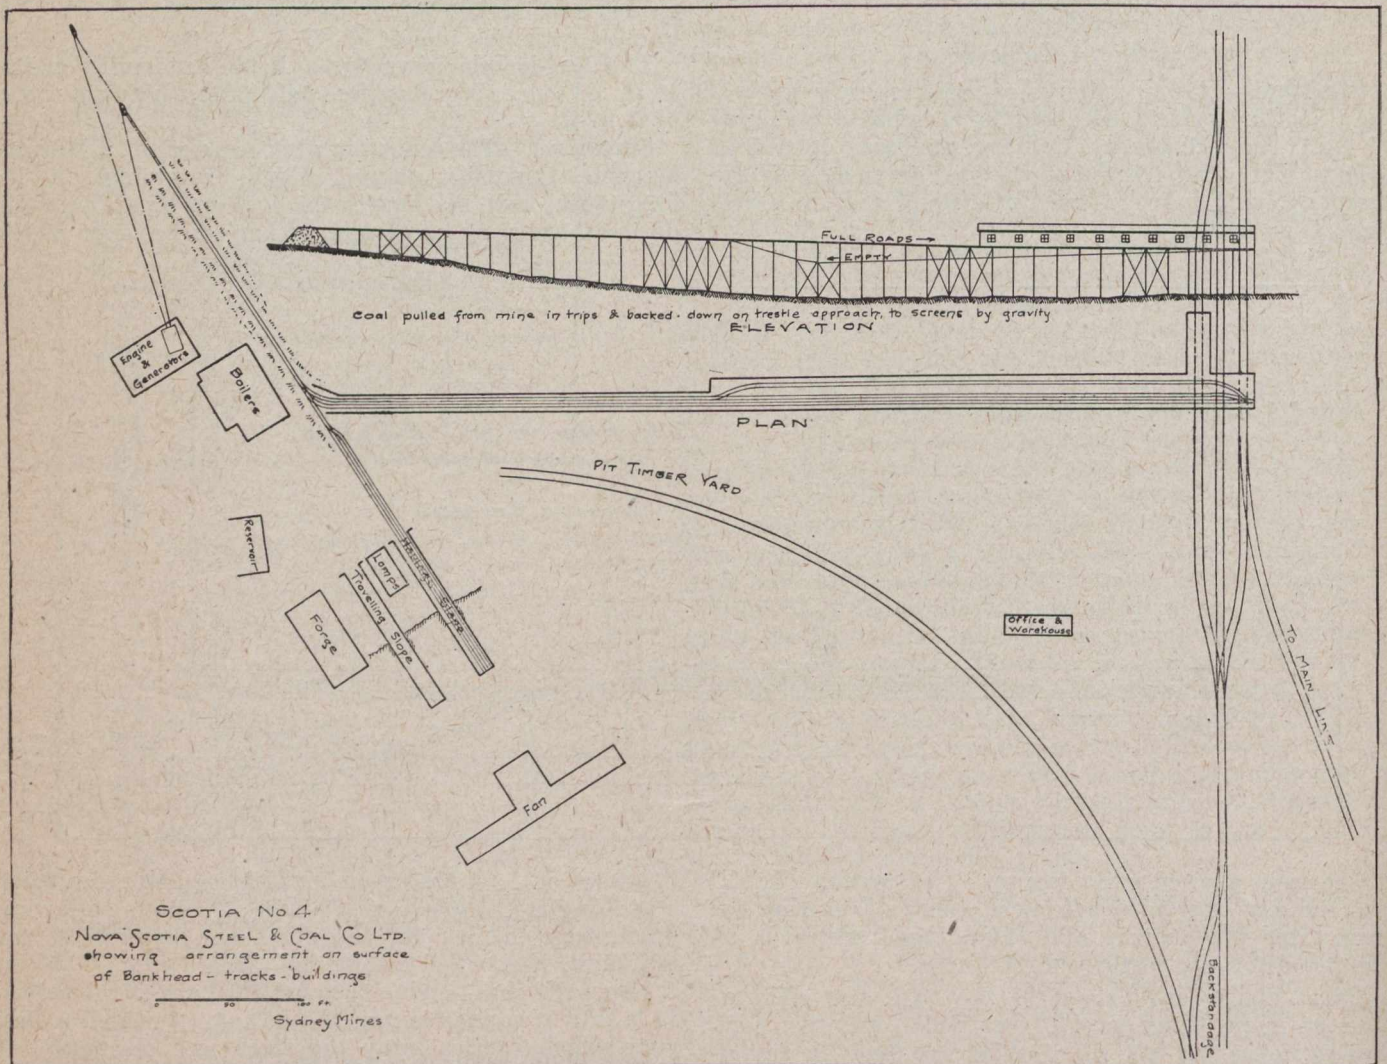 FULL ROADS
EMPTY
Coal pulled from mine in trips & backed down on trestle approach, to screens by gravity
ELEVATION
Engine
&
Generators
Boilers
PLAN
PIT TIMBER YARD
Reservoir
Lamps
Haulage Slope
Travelling Slope
Forge
Office &
Warehouse
TO MAIN LINE
Fan
SCOTIA No 4
NOVA SCOTIA STEEL & COAL CO LTD.
showing arrangement on surface
of Bankhead - tracks - buildings
0 50 100 Ft.
Sydney Mines